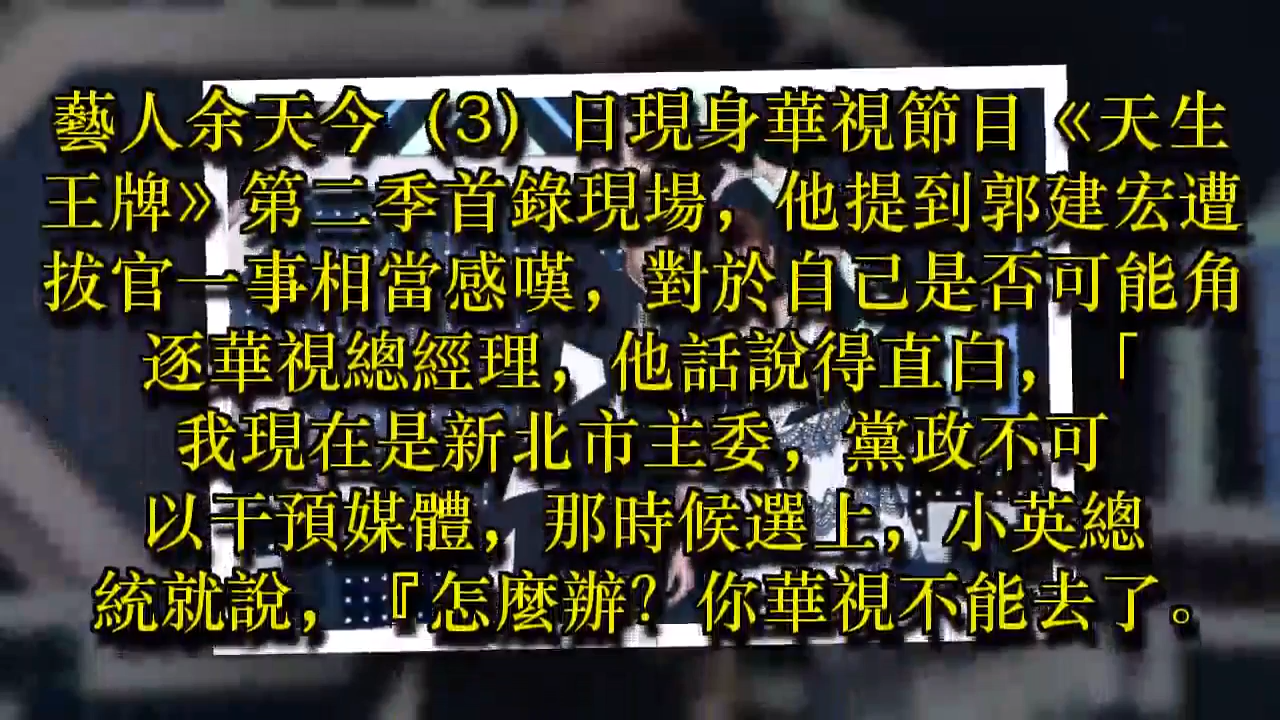 藝人余天今（3）日現身華視節目《天生
王牌》第二季首錄現場，他提到郭建宏遭
拔官一事相當感嘆，對於自己是否可能角
逐華視總經理，他話說得直白，「
我現在是新北市主委，黨政不可
以干預媒體，那時候選上，小英總
統就說，『怎麼辦？你華視不能去了。